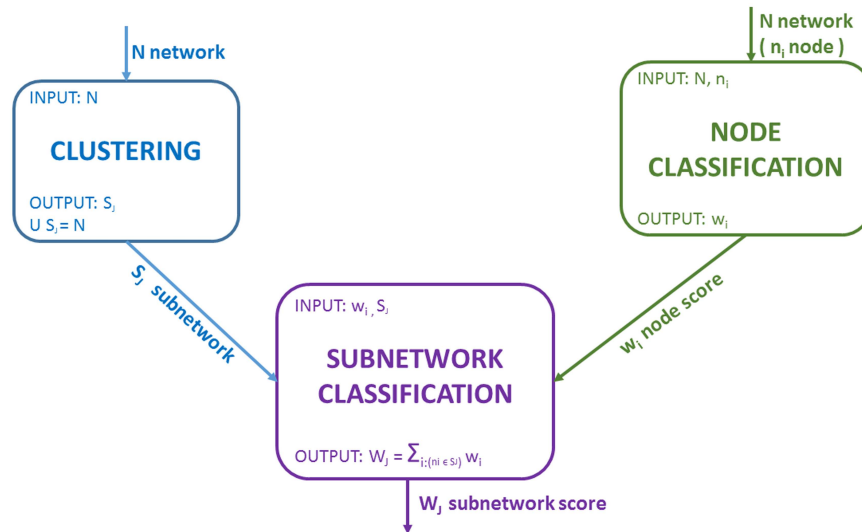 N network
INPUT: N
CLUSTERING
OUTPUT: Sⱼ
U Sⱼ = N
N network
( nᵢ node )
INPUT: N, nᵢ
NODE
CLASSIFICATION
OUTPUT: wᵢ
Sⱼ subnetwork
wᵢ node score
INPUT: wᵢ , Sⱼ
SUBNETWORK
CLASSIFICATION
OUTPUT: Wⱼ = Σi:(ni ϵ Sⱼ) wᵢ
Wⱼ subnetwork score